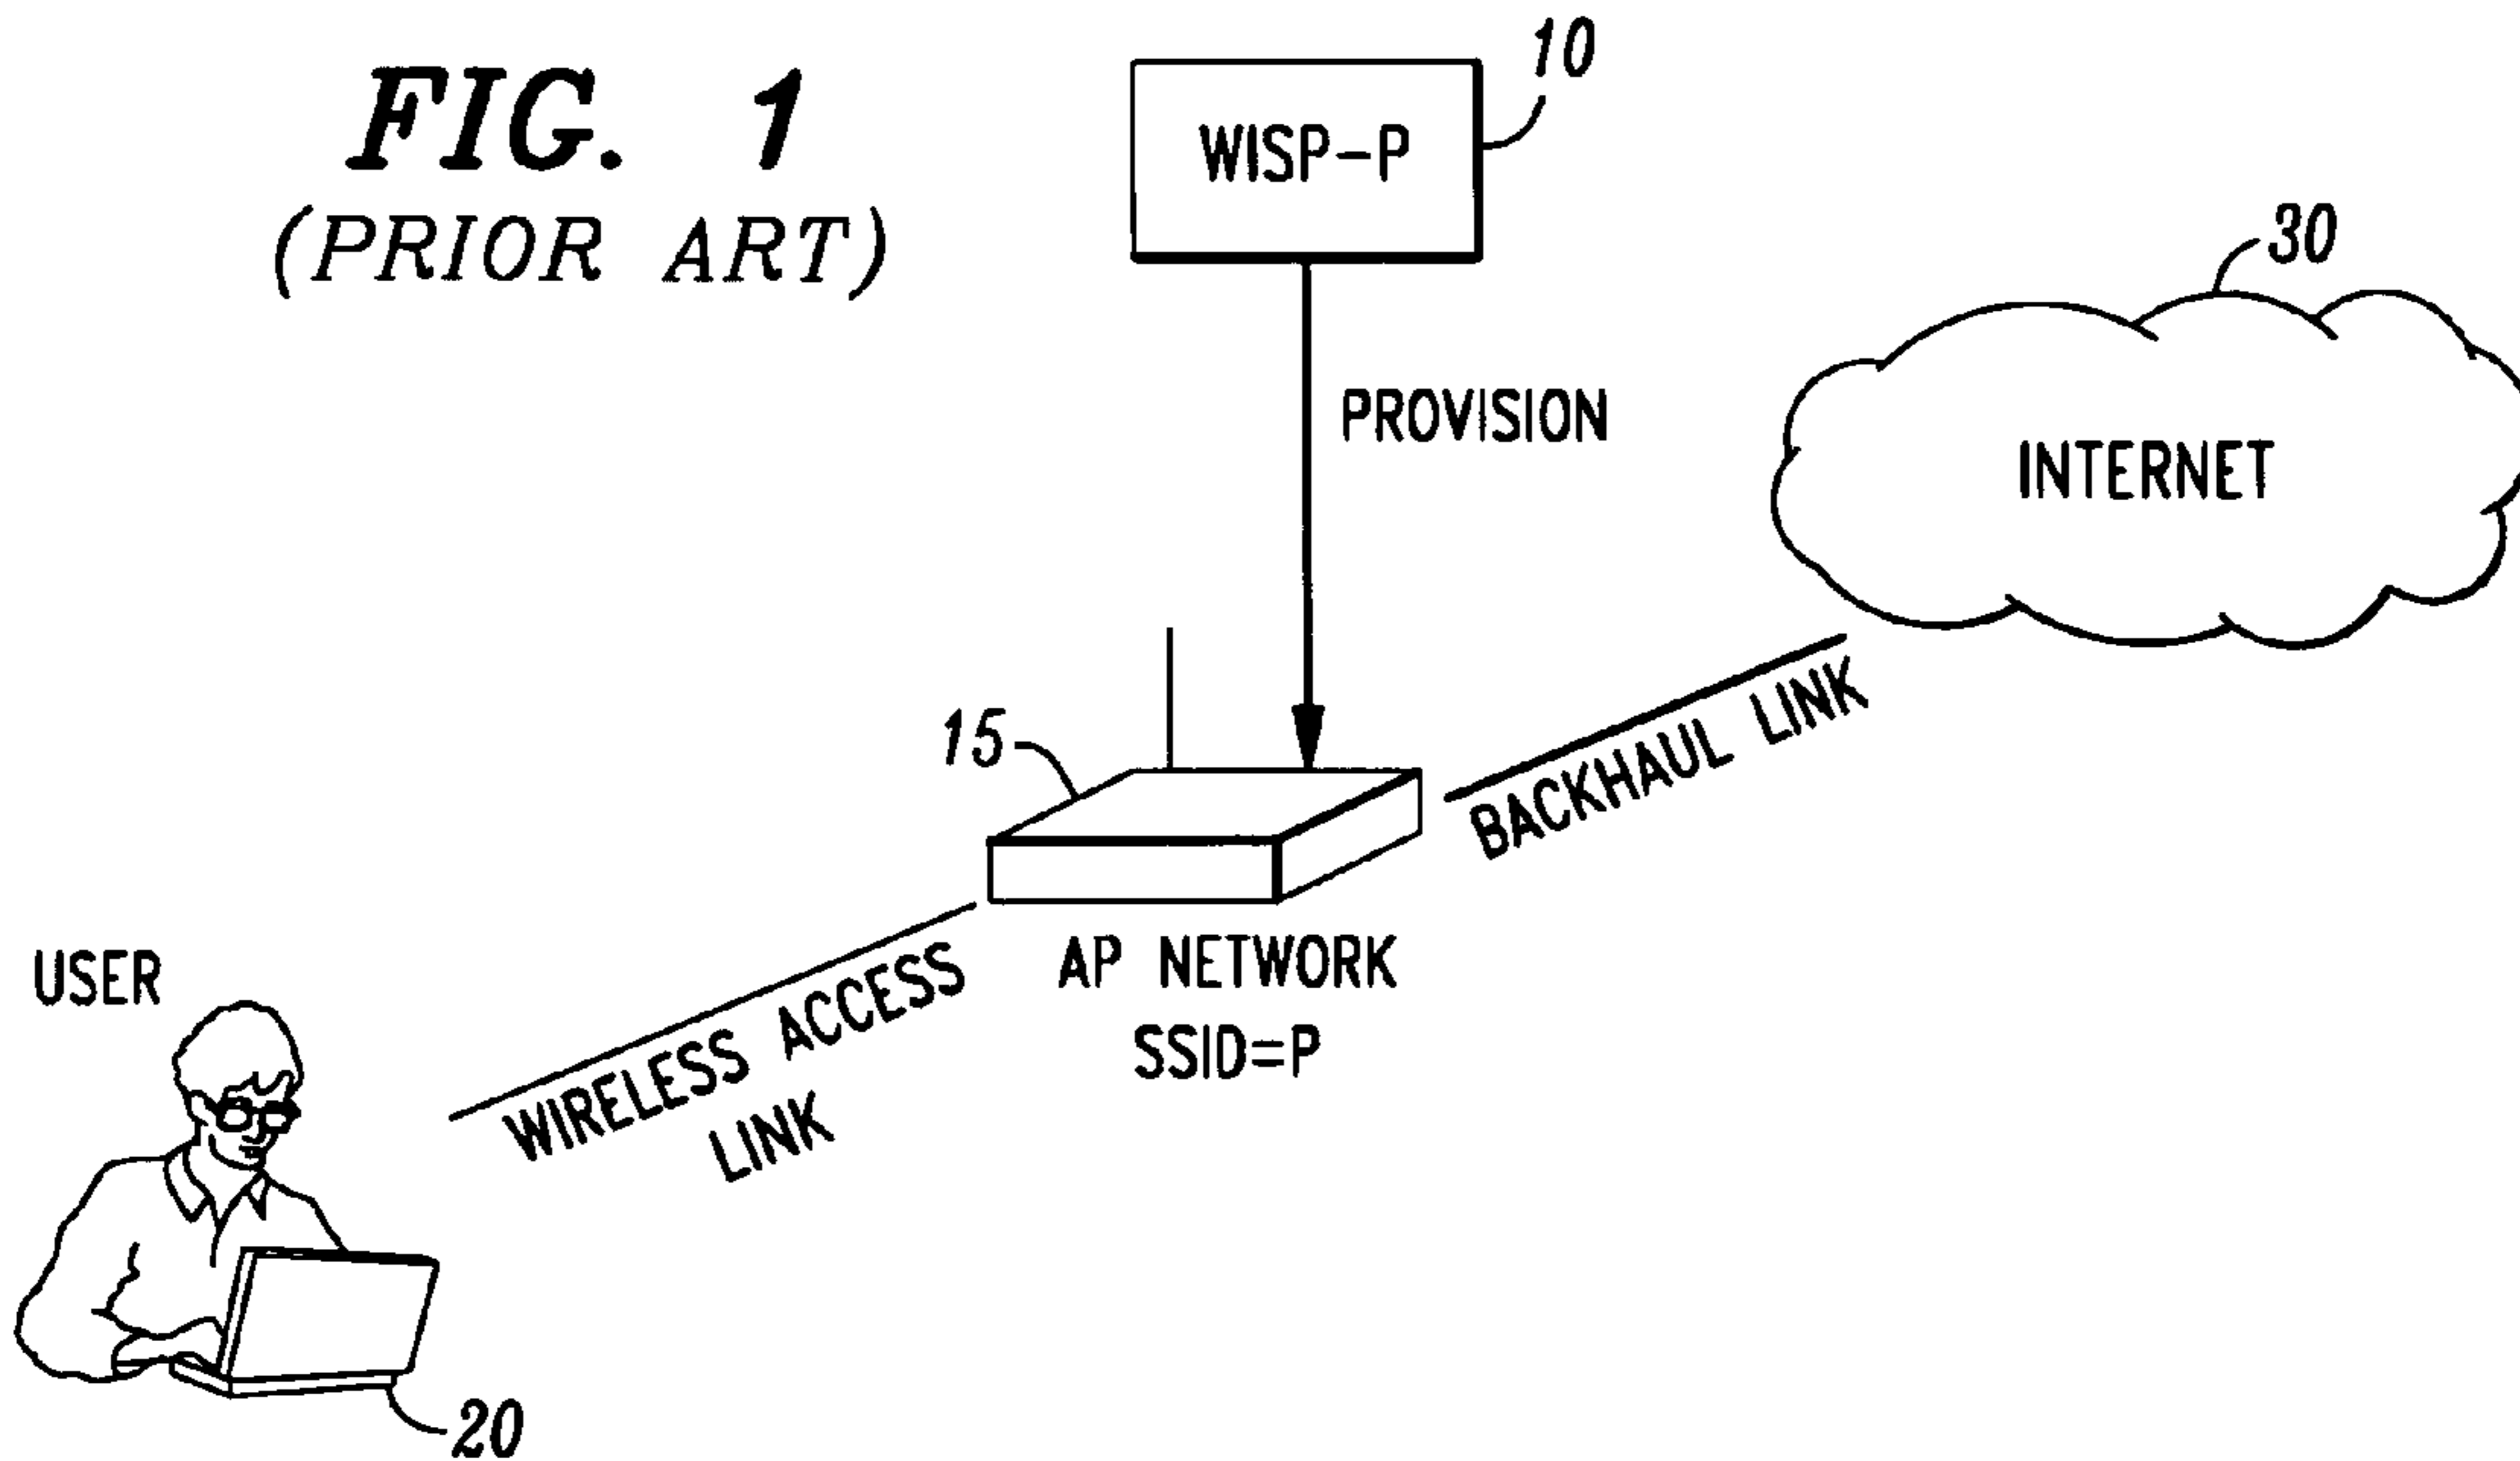 FIG. 1
(PRIOR ART)
10
WISP-P
30
PROVISION
INTERNET
15
BACKHAUL LINK
AP NETWORK
SSID=P
WIRELESS ACCESS
LINK
USER
20